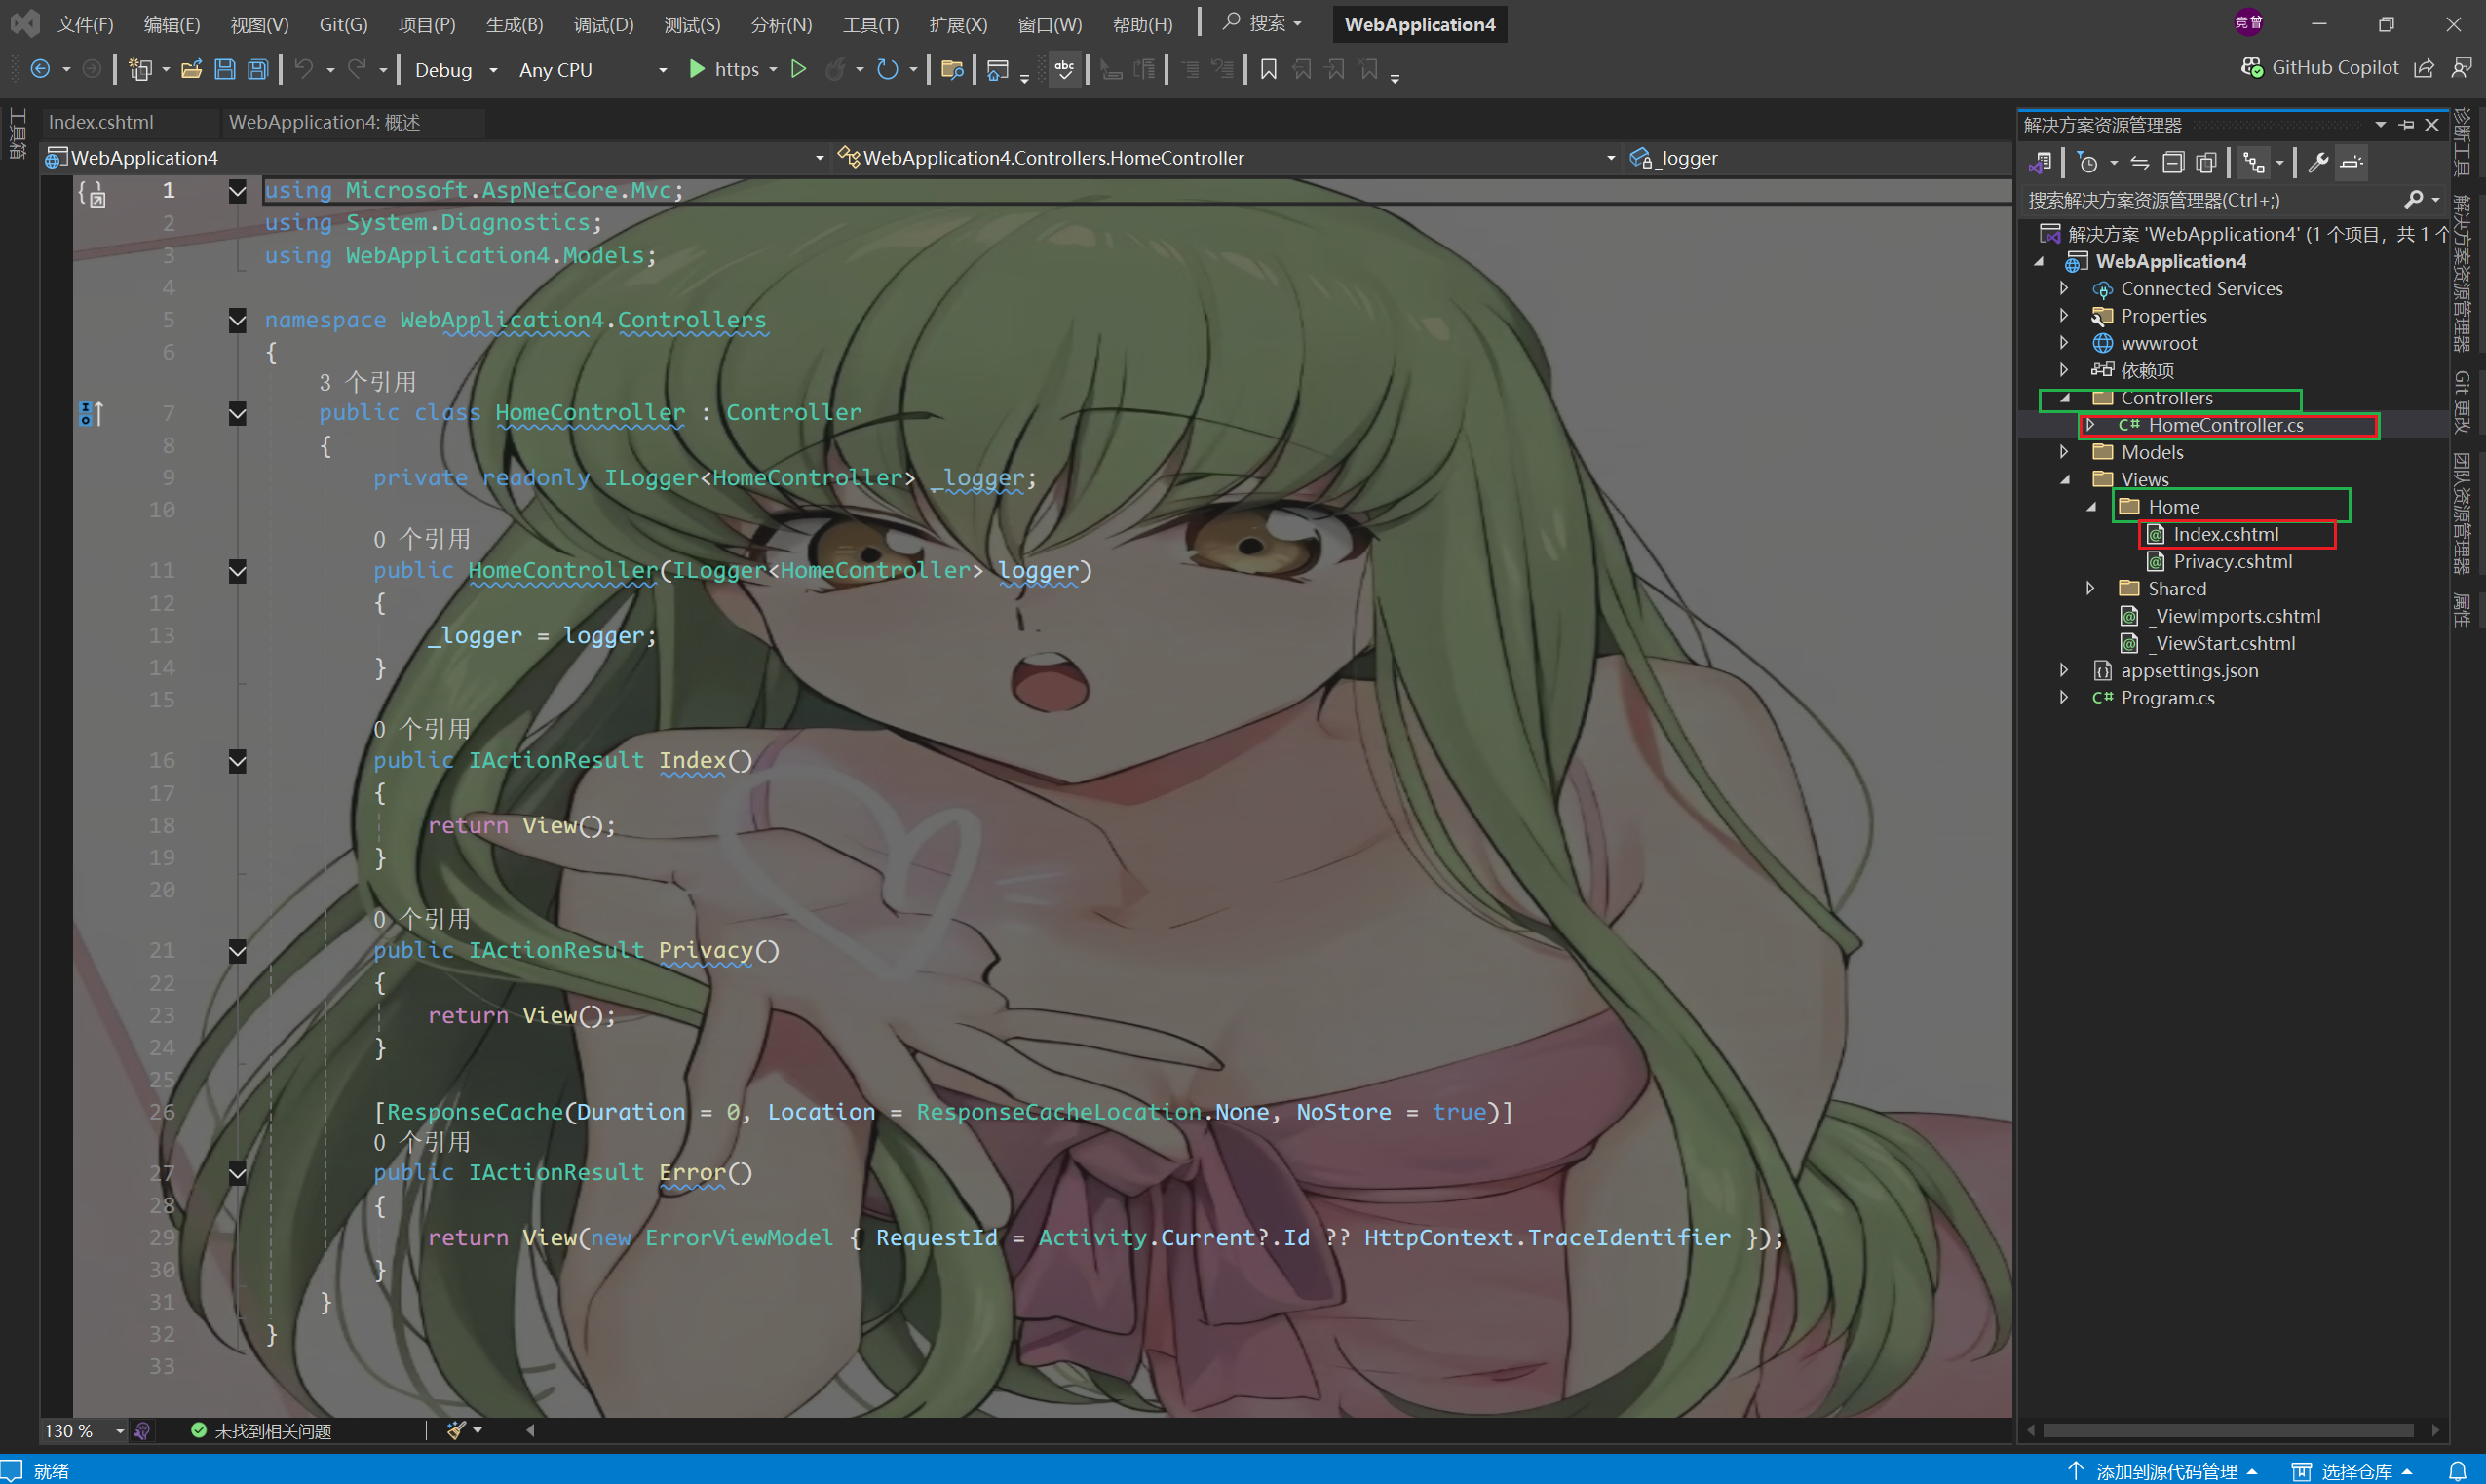 文件(F) 编辑(E) 视图(V) Git(G) 项目(P) 生成(B) 调试(D) 测试(S) 分析(N) 工具(T) 扩展(X) 窗口(W) 帮助(H) 搜索 WebApplication4 竞曾
Debug Any CPU https abc GitHub Copilot
工具箱
Index.cshtml WebApplication4: 概述
WebApplication4 WebApplication4.Controllers.HomeController _logger
1 using Microsoft.AspNetCore.Mvc;
2 using System.Diagnostics;
3 using WebApplication4.Models;
4
5 namespace WebApplication4.Controllers
6 {
3 个引用
7 public class HomeController : Controller
8 {
9 private readonly ILogger<HomeController> _logger;
10
0 个引用
11 public HomeController(ILogger<HomeController> logger)
12 {
13 _logger = logger;
14 }
15
0 个引用
16 public IActionResult Index()
17 {
18 return View();
19 }
20
0 个引用
21 public IActionResult Privacy()
22 {
23 return View();
24 }
25
26 [ResponseCache(Duration = 0, Location = ResponseCacheLocation.None, NoStore = true)]
0 个引用
27 public IActionResult Error()
28 {
29 return View(new ErrorViewModel { RequestId = Activity.Current?.Id ?? HttpContext.TraceIdentifier });
30 }
31 }
32 }
33
130 % 未找到相关问题
解决方案资源管理器
搜索解决方案资源管理器(Ctrl+;)
解决方案 'WebApplication4' (1 个项目，共 1 个
WebApplication4
Connected Services
Properties
wwwroot
依赖项
Controllers
C# HomeController.cs
Models
Views
Home
Index.cshtml
Privacy.cshtml
Shared
_ViewImports.cshtml
_ViewStart.cshtml
appsettings.json
C# Program.cs
诊断工具
解决方案资源管理器
Git 更改
团队资源管理器
属性
就绪 添加到源代码管理 选择仓库